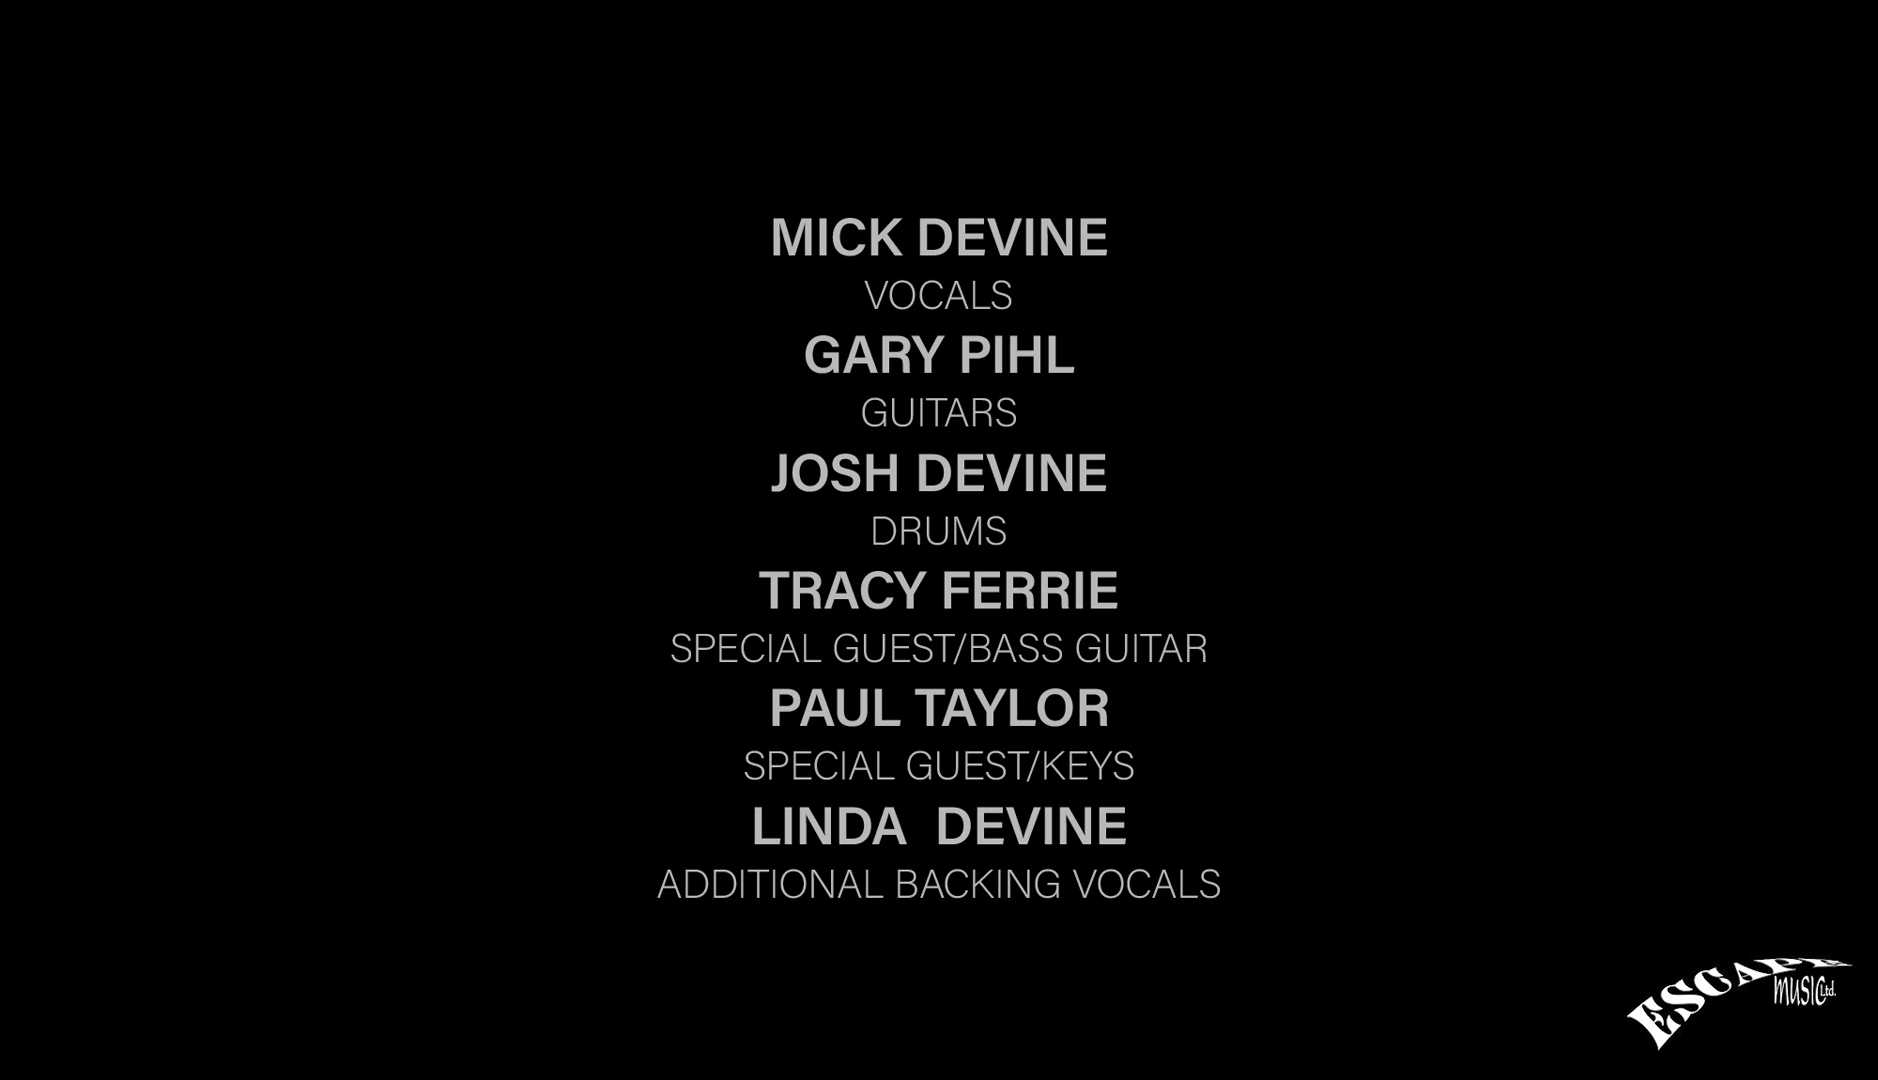 MICK DEVINE
VOCALS
GARY PIHL
GUITARS
JOSH DEVINE
DRUMS
TRACY FERRIE
SPECIAL GUEST/BASS GUITAR
PAUL TAYLOR
SPECIAL GUEST/KEYS
LINDA DEVINE
ADDITIONAL BACKING VOCALS
ESCAPE
MUSIC Ltd.